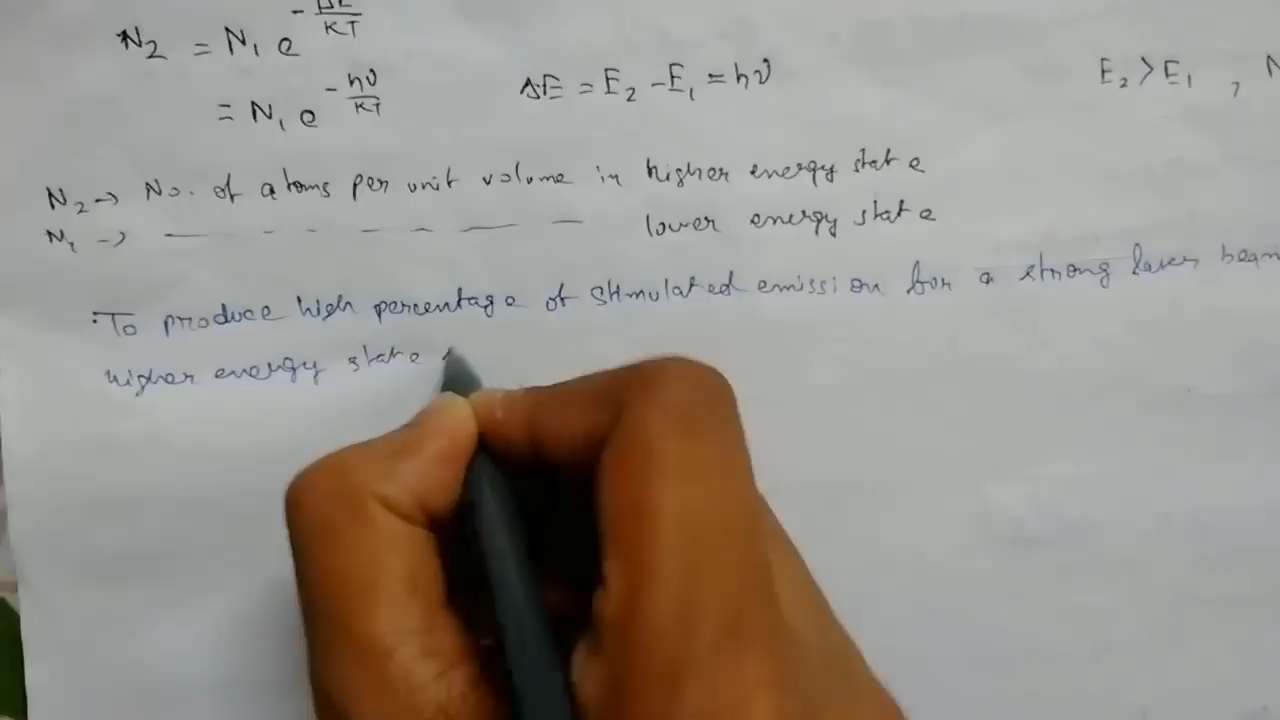 N2 = N1 e^-ΔE/KT
= N1 e^-hν/KT
ΔE = E2 - E1 = hν
E2 > E1 , N
N2 → No. of atoms per unit volume in higher energy state
N1 → — - - - — — lower energy state
:To produce high percentage of stimulated emission for a strong laser beam
higher energy state